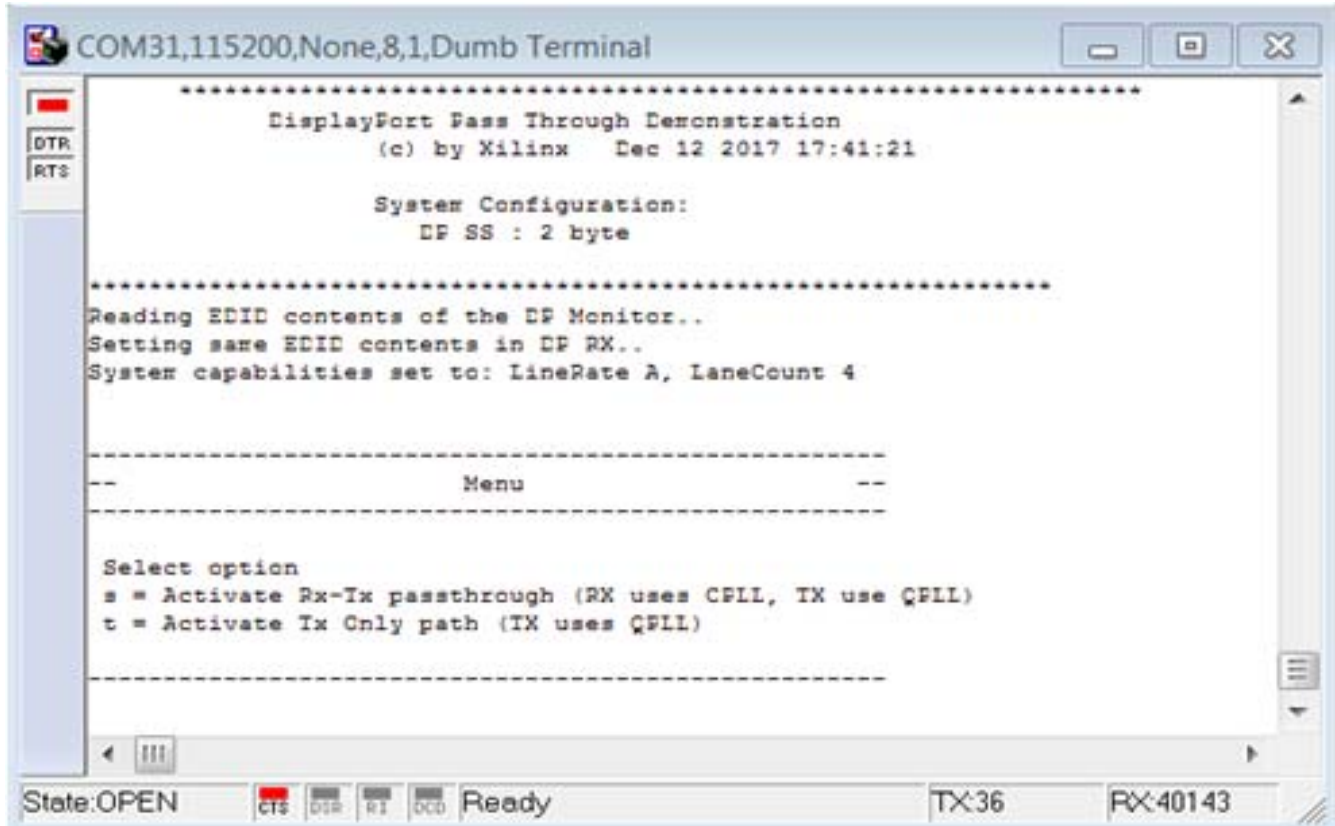 COM31,115200,None,8,1,Dumb Terminal
DTR
RTS
*****************************************************************
DisplayPort Pass Through Demonstration
(c) by Xilinx   Dec 12 2017 17:41:21
System Configuration:
DP SS : 2 byte
*****************************************************************
Reading EDID contents of the DP Monitor..
Setting same EDID contents in DP RX..
System capabilities set to: LineRate A, LaneCount 4
------------------------------------------------------
--                       Menu                       --
------------------------------------------------------
Select option
s = Activate Rx-Tx passthrough (RX uses CPLL, TX use QPLL)
t = Activate Tx Only path (TX uses QPLL)
------------------------------------------------------
State:OPEN CTS DSR RI DCD Ready TX:36 RX:40143